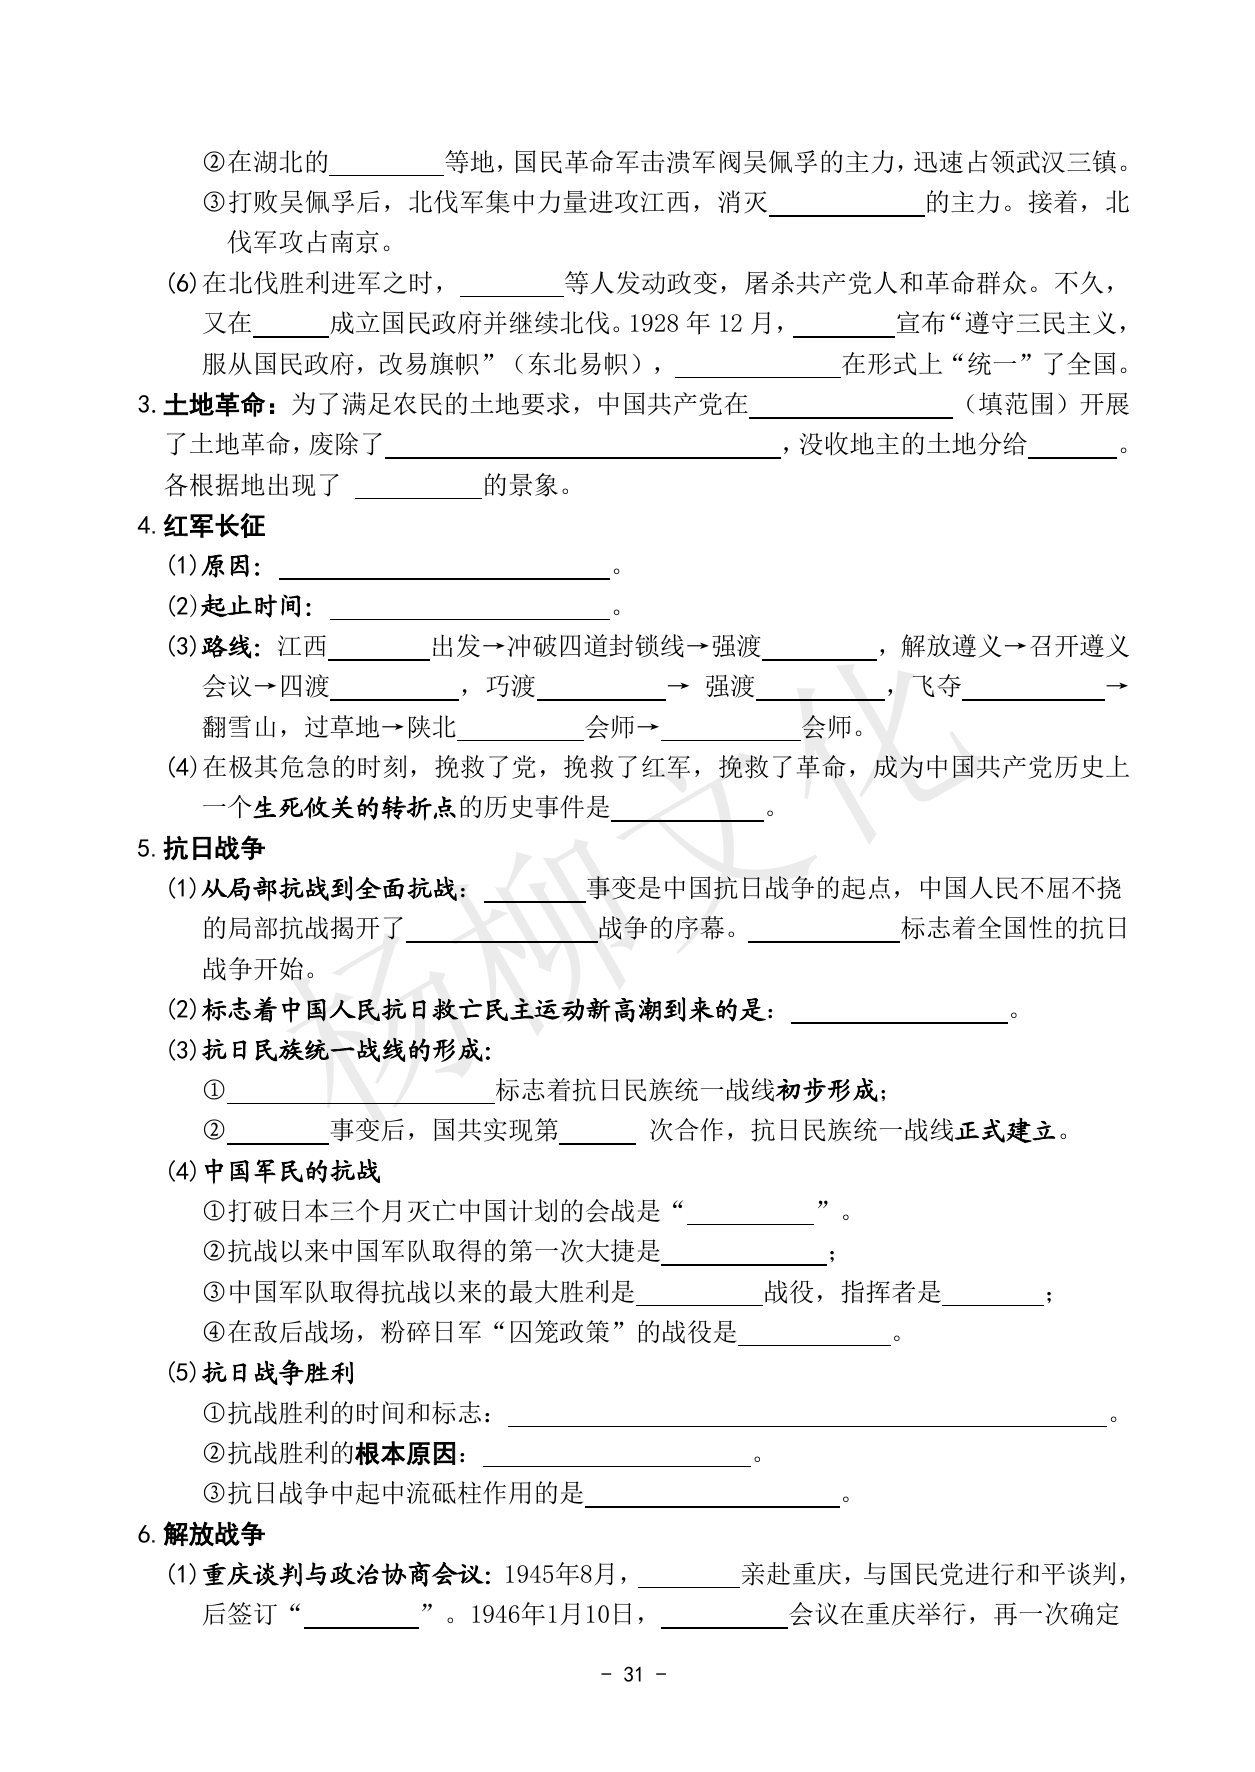 ②在湖北的________等地,国民革命军击溃军阀吴佩孚的主力,迅速占领武汉三镇。
③打败吴佩孚后，北伐军集中力量进攻江西，消灭____________的主力。接着，北
伐军攻占南京。
(6)在北伐胜利进军之时，________等人发动政变，屠杀共产党人和革命群众。不久，
又在______成立国民政府并继续北伐。1928 年 12 月，________宣布“遵守三民主义，
服从国民政府，改易旗帜”（东北易帜），_____________在形式上“统一”了全国。
3.土地革命：为了满足农民的土地要求，中国共产党在________________（填范围）开展
了土地革命,废除了_______________________________,没收地主的土地分给_______。
各根据地出现了 __________的景象。
4.红军长征
(1)原因：__________________________。
(2)起止时间：______________________。
(3)路线：江西________出发→冲破四道封锁线→强渡_________，解放遵义→召开遵义
会议→四渡__________，巧渡__________→ 强渡__________，飞夺___________→
翻雪山，过草地→陕北__________会师→___________会师。
(4)在极其危急的时刻，挽救了党，挽救了红军，挽救了革命，成为中国共产党历史上
一个生死攸关的转折点的历史事件是____________。
5.抗日战争
(1)从局部抗战到全面抗战：________事变是中国抗日战争的起点，中国人民不屈不挠
的局部抗战揭开了_______________战争的序幕。____________标志着全国性的抗日
战争开始。
(2)标志着中国人民抗日救亡民主运动新高潮到来的是：_________________。
(3)抗日民族统一战线的形成：
①_____________________标志着抗日民族统一战线初步形成；
②________事变后，国共实现第______ 次合作，抗日民族统一战线正式建立。
(4)中国军民的抗战
①打破日本三个月灭亡中国计划的会战是“__________”。
②抗战以来中国军队取得的第一次大捷是_____________；
③中国军队取得抗战以来的最大胜利是__________战役，指挥者是________；
④在敌后战场，粉碎日军“囚笼政策”的战役是____________。
(5)抗日战争胜利
①抗战胜利的时间和标志：_______________________________________________。
②抗战胜利的根本原因：_____________________。
③抗日战争中起中流砥柱作用的是____________________。
6.解放战争
(1)重庆谈判与政治协商会议：1945年8月，________亲赴重庆,与国民党进行和平谈判，
后签订“_________”。1946年1月10日，__________会议在重庆举行，再一次确定
- 31 -
杨柳文化